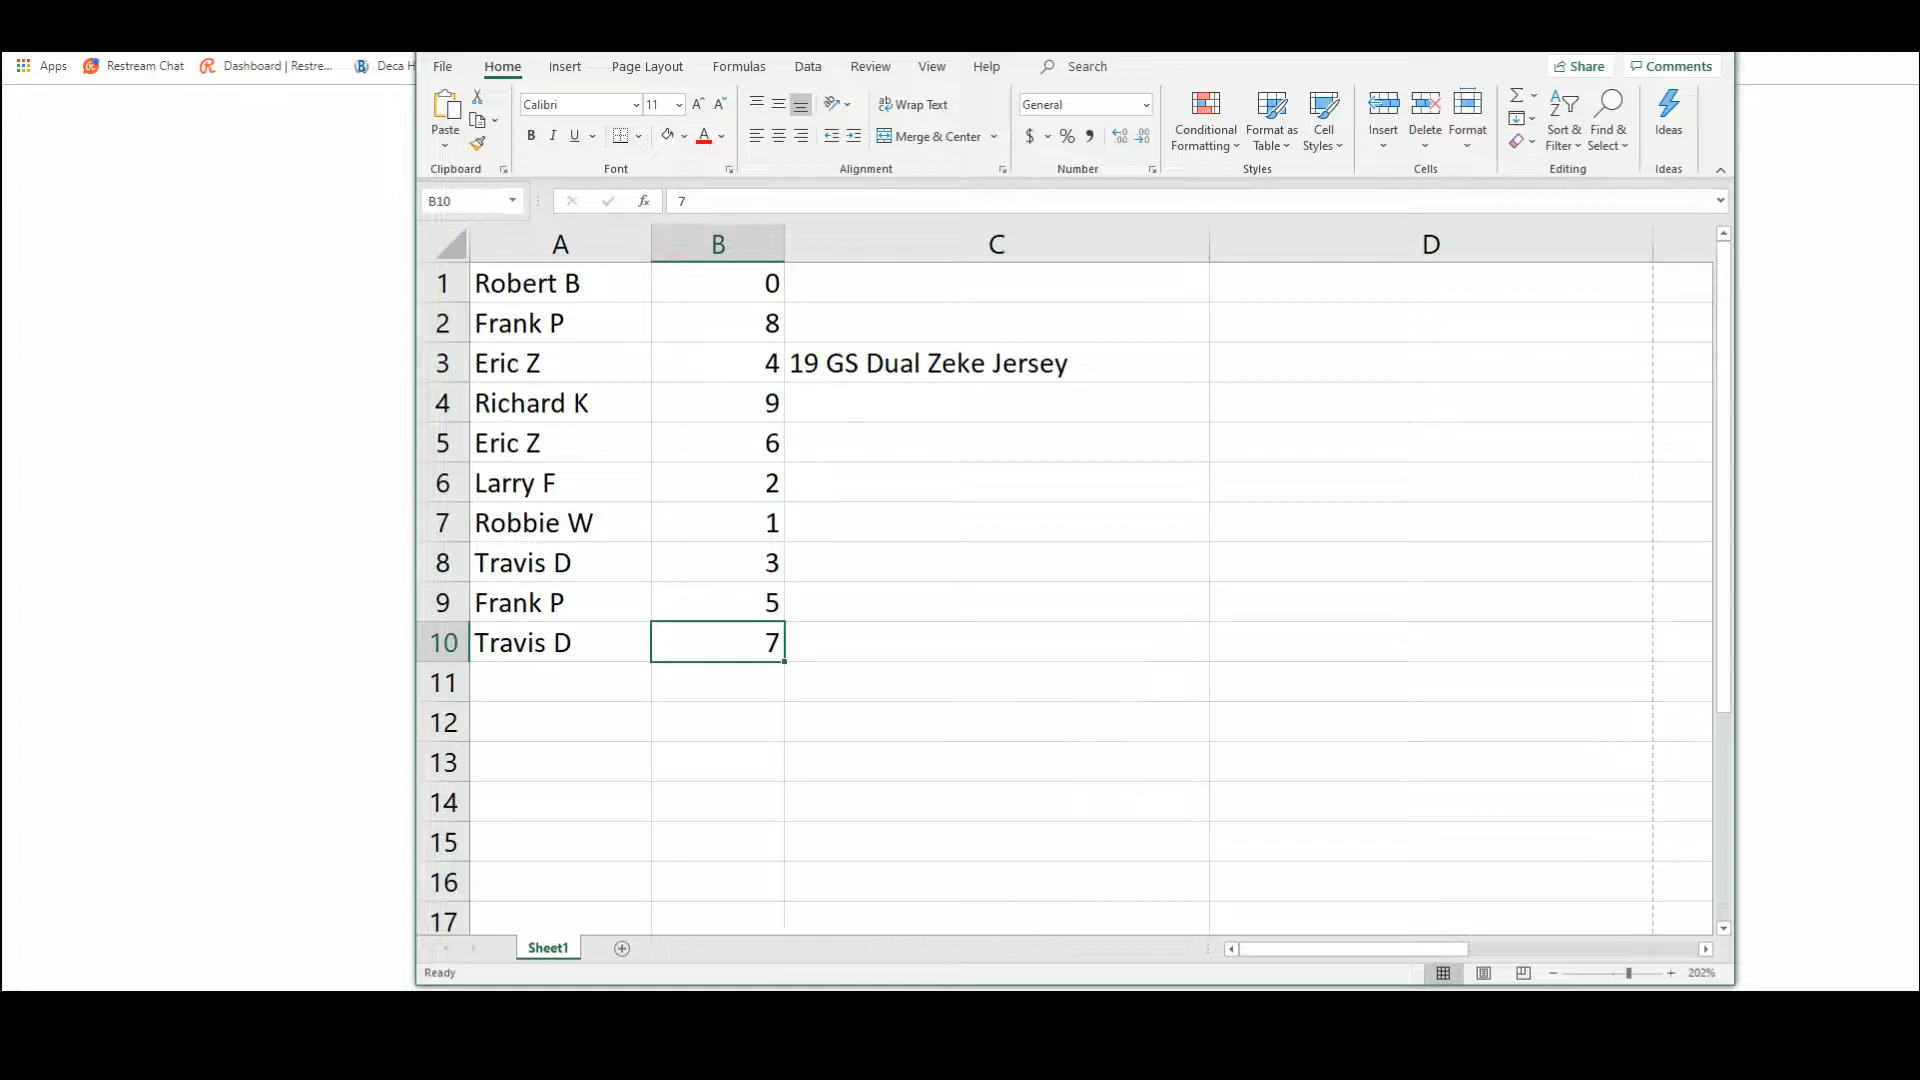 Apps Restream Chat Dashboard | Restre... Deca H
File Home Insert Page Layout Formulas Data Review View Help Search Share Comments
Paste Calibri 11 B I U A Wrap Text Merge & Center General $ % 9 Conditional Formatting Format as Table Cell Styles Insert Delete Format Sort & Filter Find & Select Ideas
Clipboard Font Alignment Number Styles Cells Editing Ideas
B10 fx 7
A B C D
1 Robert B 0
2 Frank P 8
3 Eric Z 4 19 GS Dual Zeke Jersey
4 Richard K 9
5 Eric Z 6
6 Larry F 2
7 Robbie W 1
8 Travis D 3
9 Frank P 5
10 Travis D 7
11
12
13
14
15
16
17
Sheet1
Ready 202%